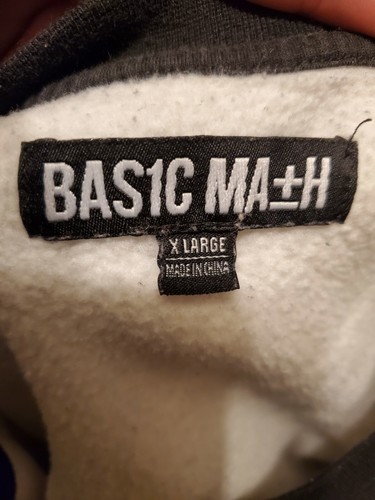 BAS1C MA±H
X LARGE
MADE IN CHINA